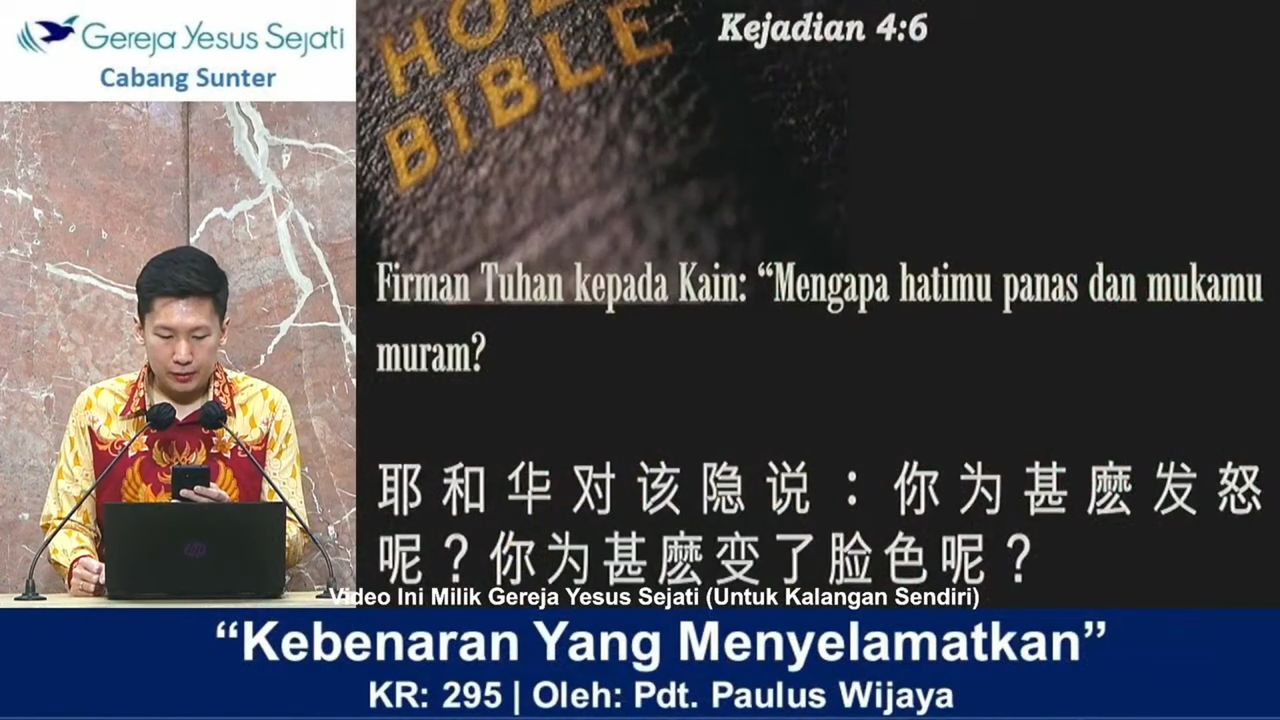 Gereja Yesus Sejati
Cabang Sunter
HOLY
BIBLE
Kejadian 4:6
Firman Tuhan kepada Kain: “Mengapa hatimu panas dan mukamu
muram?
耶和华对该隐说：你为甚麽发怒
呢？你为甚麽变了脸色呢？
Video Ini Milik Gereja Yesus Sejati (Untuk Kalangan Sendiri)
“Kebenaran Yang Menyelamatkan”
KR: 295 | Oleh: Pdt. Paulus Wijaya